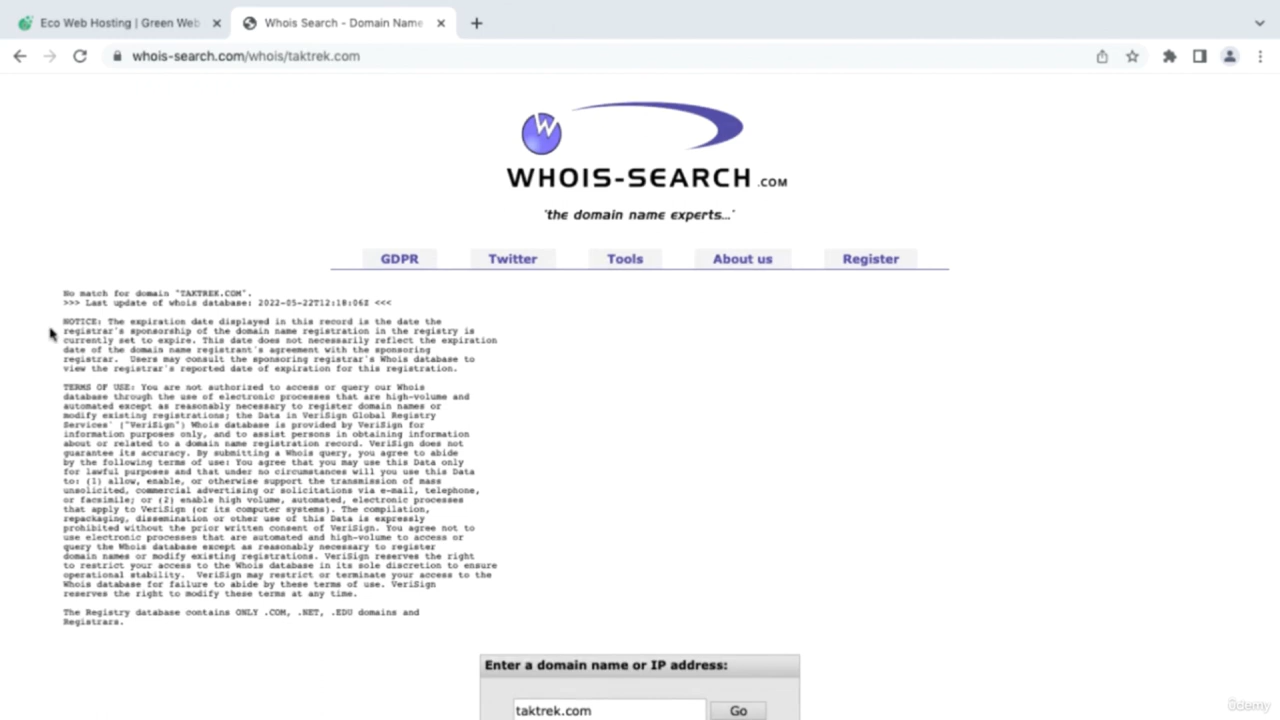 Eco Web Hosting | Green Web
Whois Search - Domain Name
whois-search.com/whois/taktrek.com
W
WHOIS-SEARCH .COM
'the domain name experts...'
GDPR Twitter Tools About us Register
No match for domain "TAKTREK.COM".
>>> Last update of whois database: 2022-05-22T12:18:06Z <<<
NOTICE: The expiration date displayed in this record is the date the
registrar's sponsorship of the domain name registration in the registry is
currently set to expire. This date does not necessarily reflect the expiration
date of the domain name registrant's agreement with the sponsoring
registrar. Users may consult the sponsoring registrar's Whois database to
view the registrar's reported date of expiration for this registration.
TERMS OF USE: You are not authorized to access or query our Whois
database through the use of electronic processes that are high-volume and
automated except as reasonably necessary to register domain names or
modify existing registrations; the Data in VeriSign Global Registry
Services' ("VeriSign") Whois database is provided by VeriSign for
information purposes only, and to assist persons in obtaining information
about or related to a domain name registration record. VeriSign does not
guarantee its accuracy. By submitting a Whois query, you agree to abide
by the following terms of use: You agree that you may use this Data only
for lawful purposes and that under no circumstances will you use this Data
to: (1) allow, enable, or otherwise support the transmission of mass
unsolicited, commercial advertising or solicitations via e-mail, telephone,
or facsimile; or (2) enable high volume, automated, electronic processes
that apply to VeriSign (or its computer systems). The compilation,
repackaging, dissemination or other use of this Data is expressly
prohibited without the prior written consent of VeriSign. You agree not to
use electronic processes that are automated and high-volume to access or
query the Whois database except as reasonably necessary to register
domain names or modify existing registrations. VeriSign reserves the right
to restrict your access to the Whois database in its sole discretion to ensure
operational stability. VeriSign may restrict or terminate your access to the
Whois database for failure to abide by these terms of use. VeriSign
reserves the right to modify these terms at any time.
The Registry database contains ONLY .COM, .NET, .EDU domains and
Registrars.
Enter a domain name or IP address:
taktrek.com Go
ûdemy